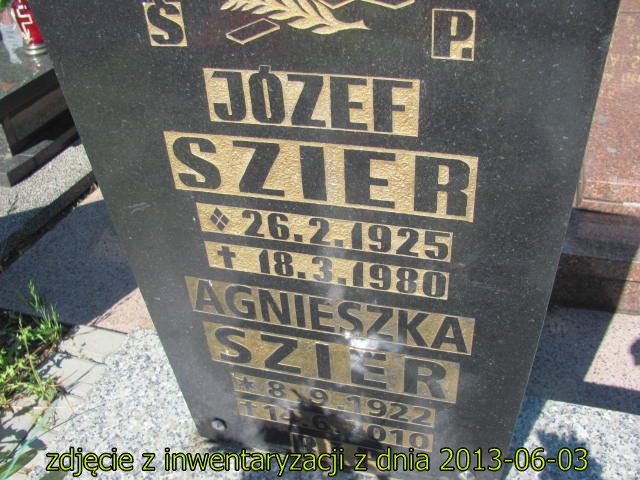 Ś P.
JÓZEF
SZIER
26.2.1925
✝ 18.3.1980
AGNIESZKA
SZIER
* 8.9.1922
zdjęcie z inwentaryzacji z dnia 2013-06-03